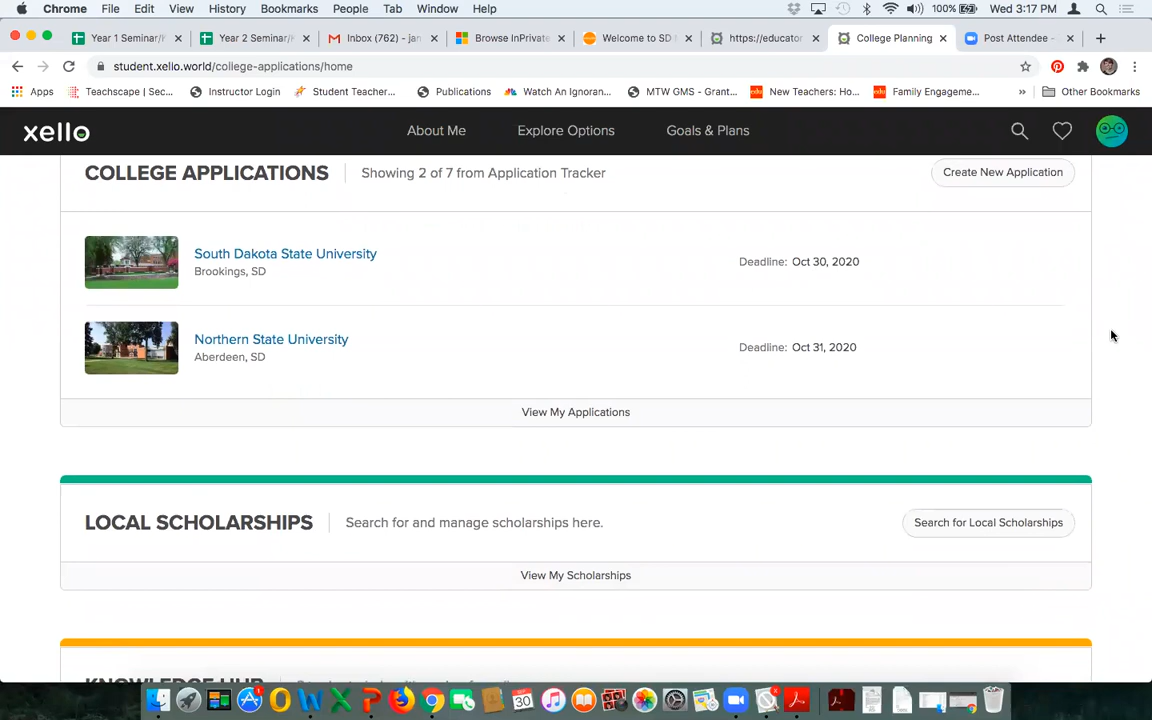 Chrome File Edit View History Bookmarks People Tab Window Help 100% Wed 3:17 PM
Year 1 Seminar/ Year 2 Seminar/ Inbox (762) - jan Browse InPrivate Welcome to SD M https://educator College Planning Post Attendee -
student.xello.world/college-applications/home
Apps Teachscape | Sec... Instructor Login Student Teacher... Publications Watch An Ignoran... MTW GMS - Grant... New Teachers: Ho... Family Engageme... » Other Bookmarks
xello About Me Explore Options Goals & Plans
COLLEGE APPLICATIONS Showing 2 of 7 from Application Tracker Create New Application
South Dakota State University
Brookings, SD
Deadline: Oct 30, 2020
Northern State University
Aberdeen, SD
Deadline: Oct 31, 2020
View My Applications
LOCAL SCHOLARSHIPS Search for and manage scholarships here. Search for Local Scholarships
View My Scholarships
KNOWLEDGE HUB
30